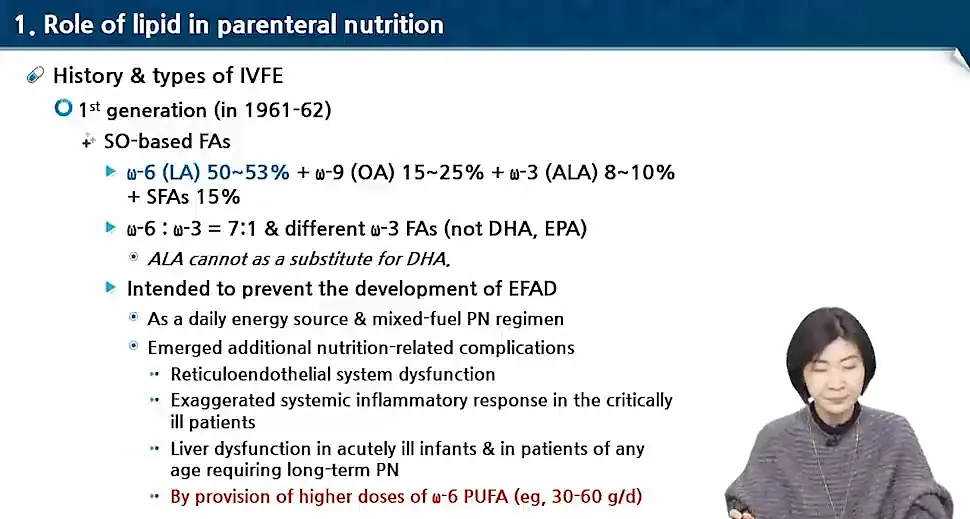 1. Role of lipid in parenteral nutrition
History & types of IVFE
1st generation (in 1961-62)
SO-based FAs
ω-6 (LA) 50~53% + ω-9 (OA) 15~25% + ω-3 (ALA) 8~10%
+ SFAs 15%
ω-6 : ω-3 = 7:1 & different ω-3 FAs (not DHA, EPA)
ALA cannot as a substitute for DHA.
Intended to prevent the development of EFAD
As a daily energy source & mixed-fuel PN regimen
Emerged additional nutrition-related complications
Reticuloendothelial system dysfunction
Exaggerated systemic inflammatory response in the critically
ill patients
Liver dysfunction in acutely ill infants & in patients of any
age requiring long-term PN
By provision of higher doses of ω-6 PUFA (eg, 30-60 g/d)